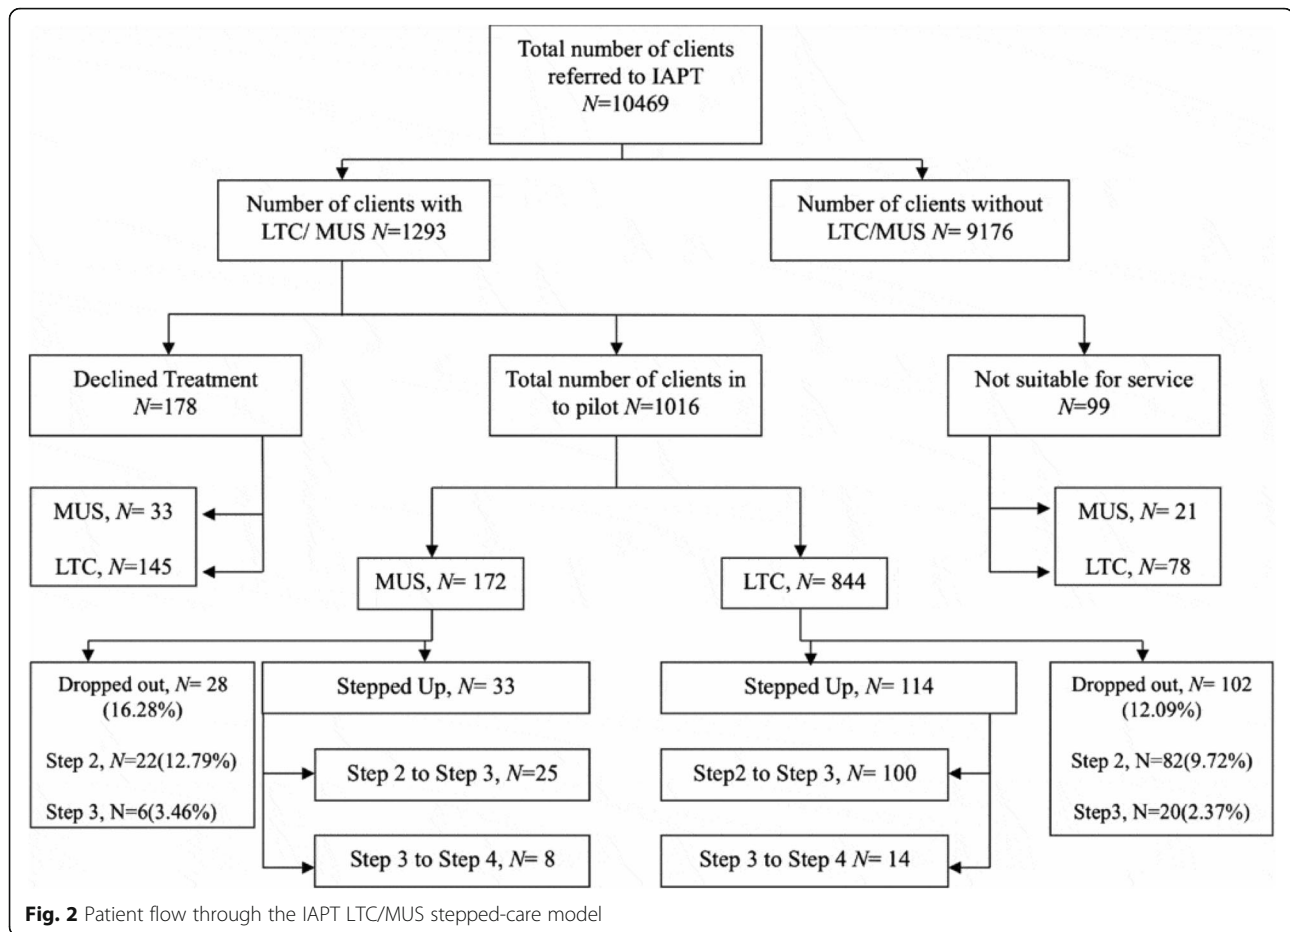 Total number of clients
referred to IAPT
N=10469
Number of clients with
LTC/ MUS N=1293
Number of clients without
LTC/MUS N= 9176
Declined Treatment
N=178
Total number of clients in
to pilot N=1016
Not suitable for service
N=99
MUS, N= 33
LTC, N=145
MUS, N= 21
LTC, N=78
MUS, N= 172
LTC, N= 844
Dropped out, N= 28
(16.28%)
Step 2, N=22(12.79%)
Step 3, N=6(3.46%)
Stepped Up, N= 33
Step 2 to Step 3, N=25
Step 3 to Step 4, N= 8
Stepped Up, N= 114
Step2 to Step 3, N= 100
Step 3 to Step 4 N= 14
Dropped out, N= 102
(12.09%)
Step 2, N=82(9.72%)
Step3, N=20(2.37%)
Fig. 2 Patient flow through the IAPT LTC/MUS stepped-care model